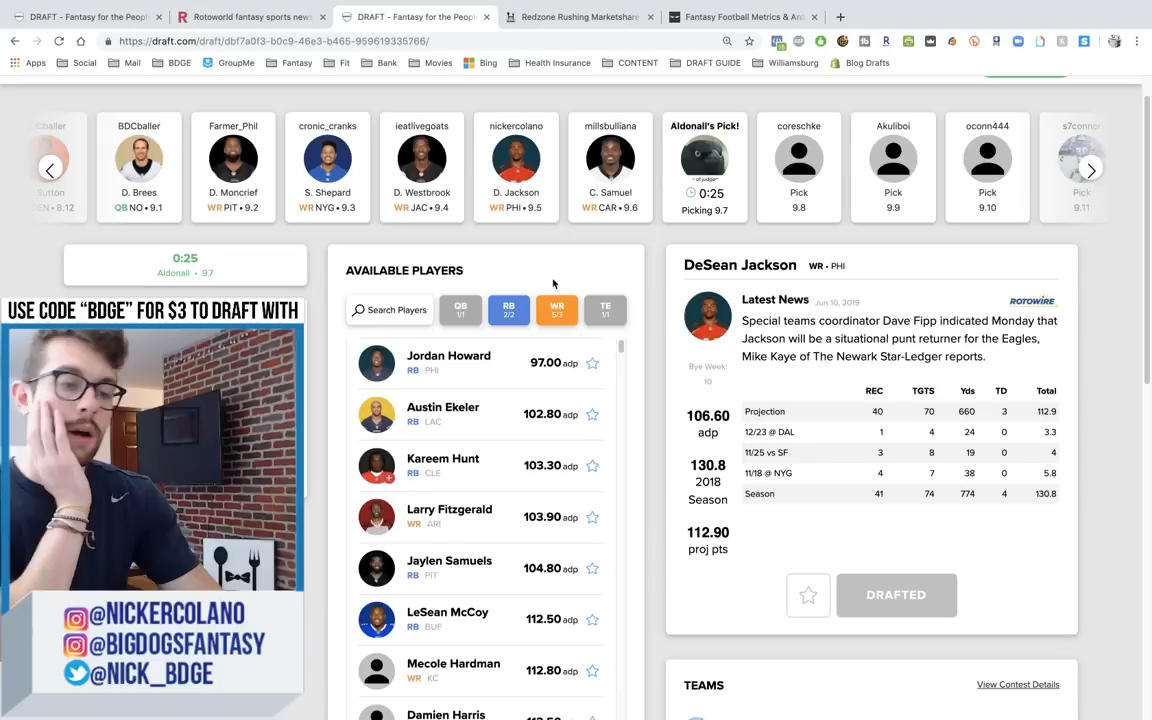 DRAFT - Fantasy for the Peopl
Rotoworld fantasy sports news
DRAFT - Fantasy for the Peopl
Redzone Rushing Marketshare
Fantasy Football Metrics & Ana
https://draft.com/draft/dbf7a0f3-b0c9-46e3-b465-959619335766/
Apps Social Mail BDGE GroupMe Fantasy Fit Bank Movies Bing Health Insurance CONTENT DRAFT GUIDE Williamsburg Blog Drafts
Cballer BDCballer Farmer_Phil cronic_cranks ieatlivegoats nickercolano millsbulliana Aldonall's Pick! coreschke Akuliboi oconn444 s7connor
Sutton D. Brees D. Moncrief S. Shepard D. Westbrook D. Jackson C. Samuel 0:25 Pick Pick Pick Pick
DEN • 8.12 QB NO • 9.1 WR PIT • 9.2 WR NYG • 9.3 WR JAC • 9.4 WR PHI • 9.5 WR CAR • 9.6 Picking 9.7 9.8 9.9 9.10 9.11
0:25
Aldonall • 9.7
USE CODE "BDGE" FOR $3 TO DRAFT WITH
@NICKERCOLANO
@BIGDOGSFANTASY
@NICK_BDGE
AVAILABLE PLAYERS
Search Players
QB
1/1
RB
2/2
WR
5/3
TE
1/1
Jordan Howard
RB PHI
97.00 adp
Austin Ekeler
RB LAC
102.80 adp
Kareem Hunt
RB CLE
103.30 adp
Larry Fitzgerald
WR ARI
103.90 adp
Jaylen Samuels
RB PIT
104.80 adp
LeSean McCoy
RB BUF
112.50 adp
Mecole Hardman
WR KC
112.80 adp
Damien Harris
DeSean Jackson WR • PHI
Latest News Jun 10, 2019
ROTOWIRE
Special teams coordinator Dave Fipp indicated Monday that
Jackson will be a situational punt returner for the Eagles,
Mike Kaye of The Newark Star-Ledger reports.
Bye Week:
10
106.60
adp
130.8
2018
Season
112.90
proj pts
REC TGTS Yds TD Total
Projection 40 70 660 3 112.9
12/23 @ DAL 1 4 24 0 3.3
11/25 vs SF 3 8 19 0 4
11/18 @ NYG 4 7 38 0 5.8
Season 41 74 774 4 130.8
DRAFTED
TEAMS
View Contest Details